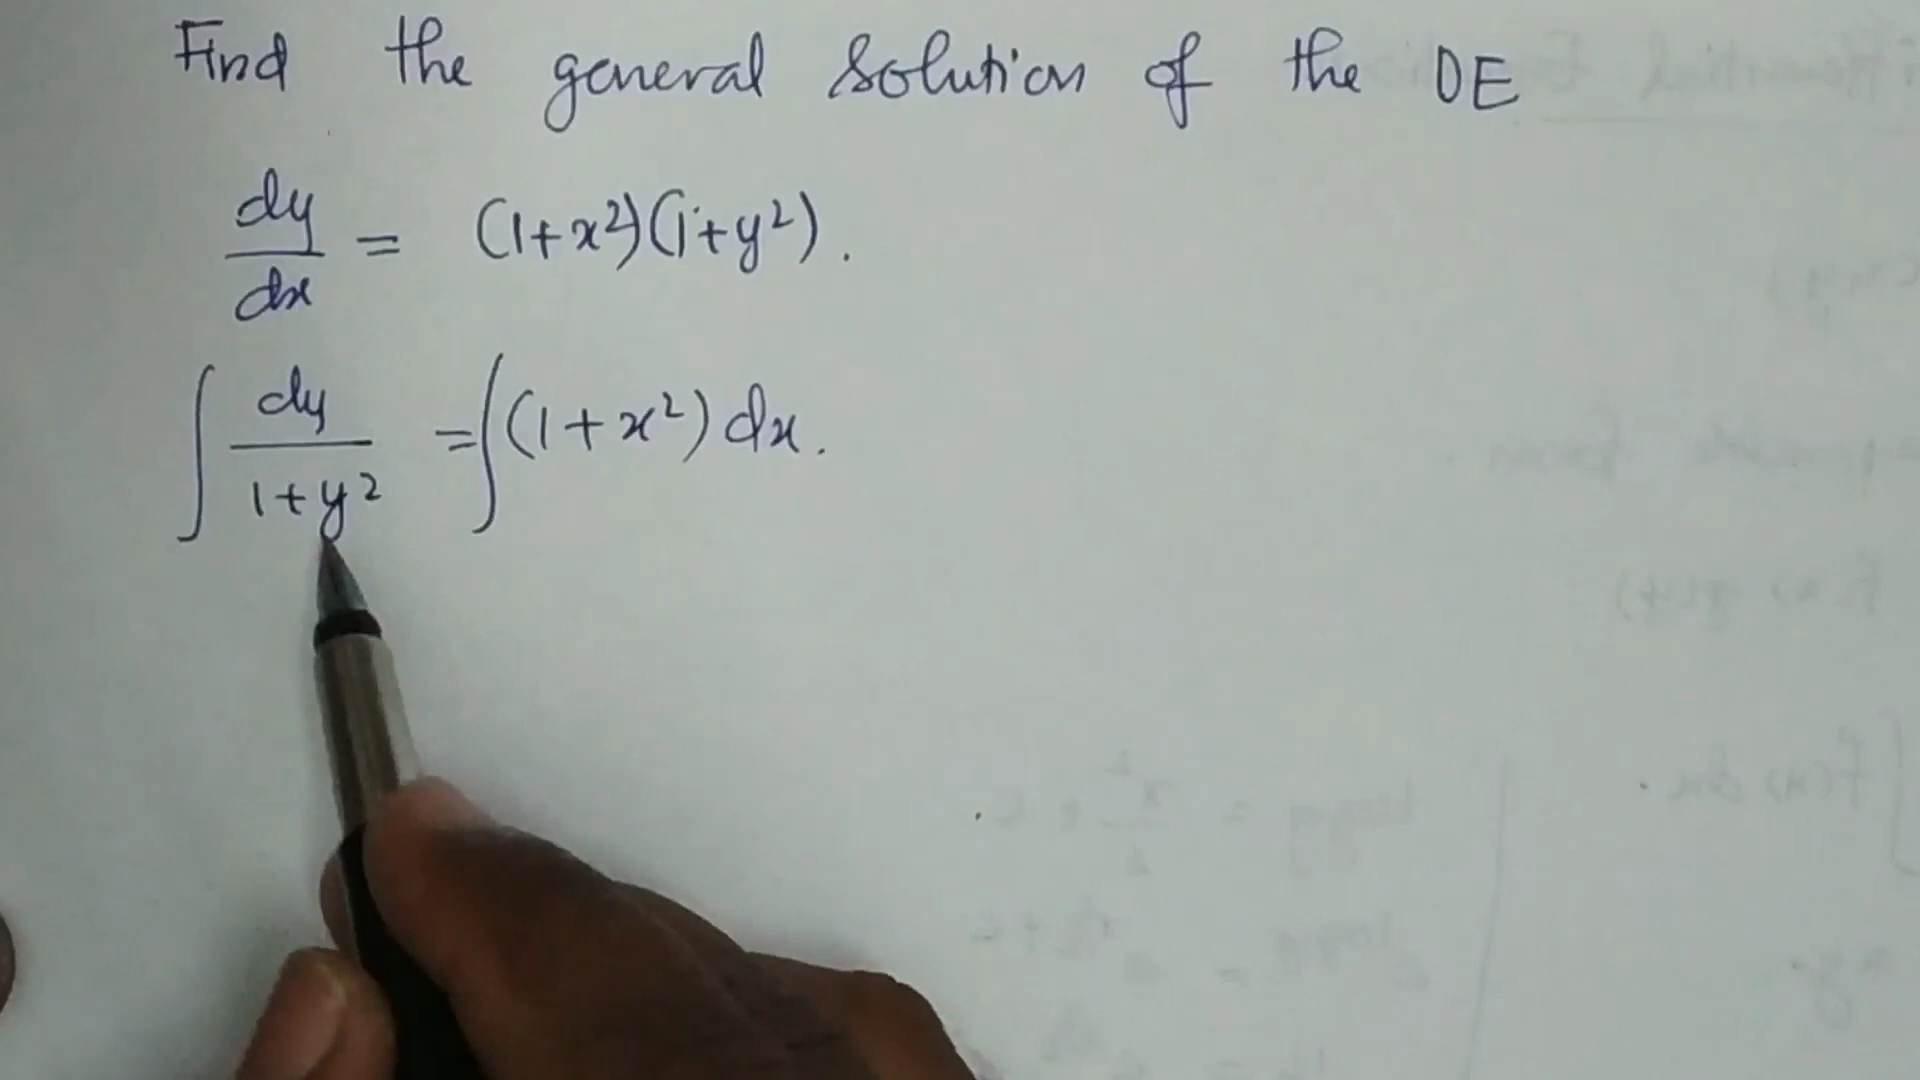 Find the general solution of the DE
dy/dx = (1+x²)(1+y²).
∫ dy/(1+y²) = ∫(1+x²) dx.